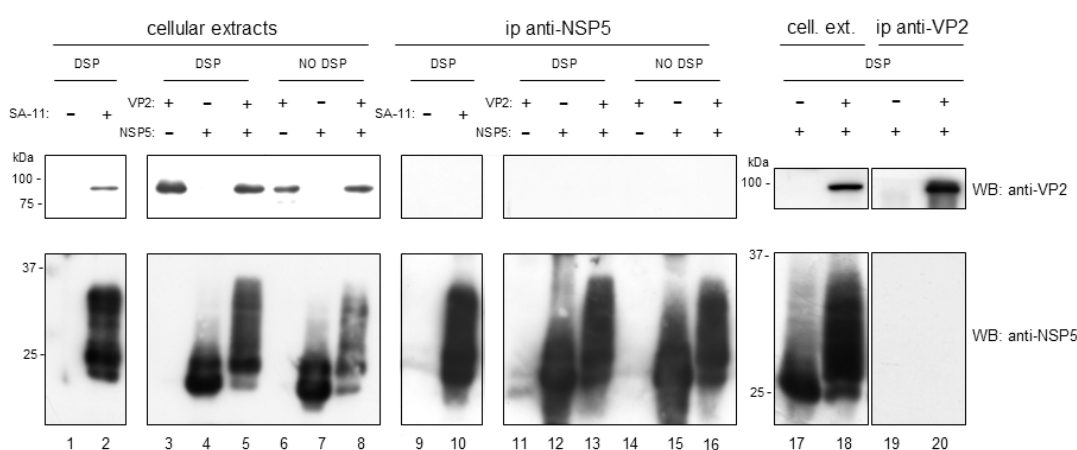 cellular extracts ip anti-NSP5 cell. ext. ip anti-VP2
DSP DSP NO DSP DSP DSP NO DSP DSP
VP2: + - + + - + VP2: + - + + - + - + - +
SA-11: - + SA-11: - +
NSP5: - + + - + + NSP5: - + + - + + + + + +
kDa kDa
100 - 100 - WB: anti-VP2
75 -
37 - 37 -
WB: anti-NSP5
25 - 25 -
1 2 3 4 5 6 7 8 9 10 11 12 13 14 15 16 17 18 19 20